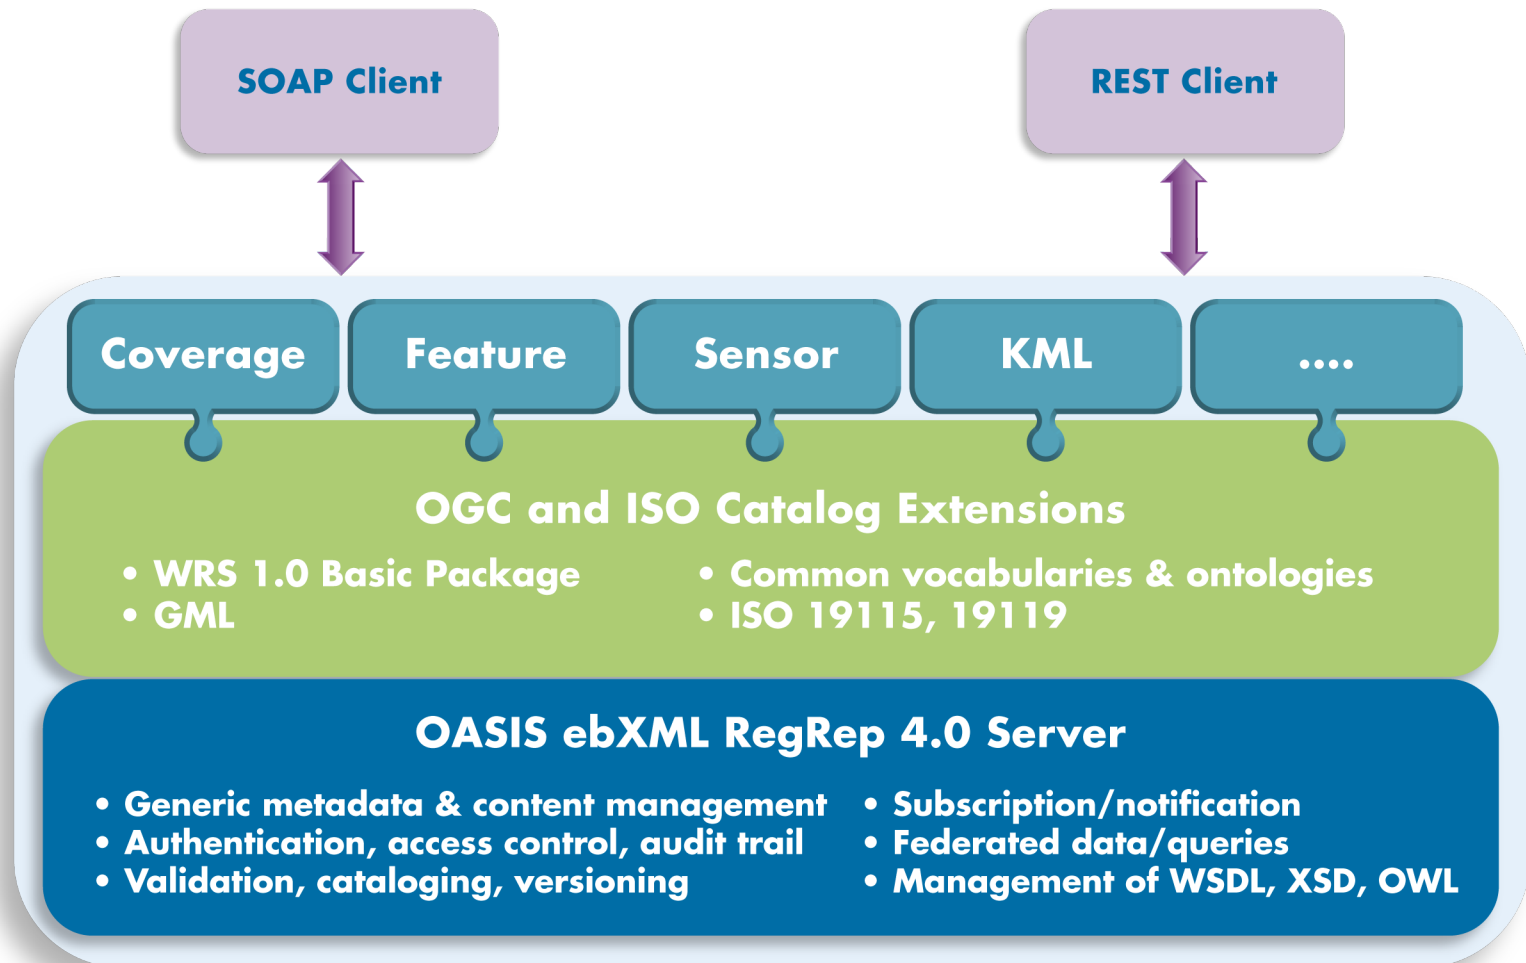 SOAP Client
REST Client
Coverage
Feature
Sensor
KML
....
OGC and ISO Catalog Extensions
• WRS 1.0 Basic Package
• GML
• Common vocabularies & ontologies
• ISO 19115, 19119
OASIS ebXML RegRep 4.0 Server
• Generic metadata & content management
• Authentication, access control, audit trail
• Validation, cataloging, versioning
• Subscription/notification
• Federated data/queries
• Management of WSDL, XSD, OWL